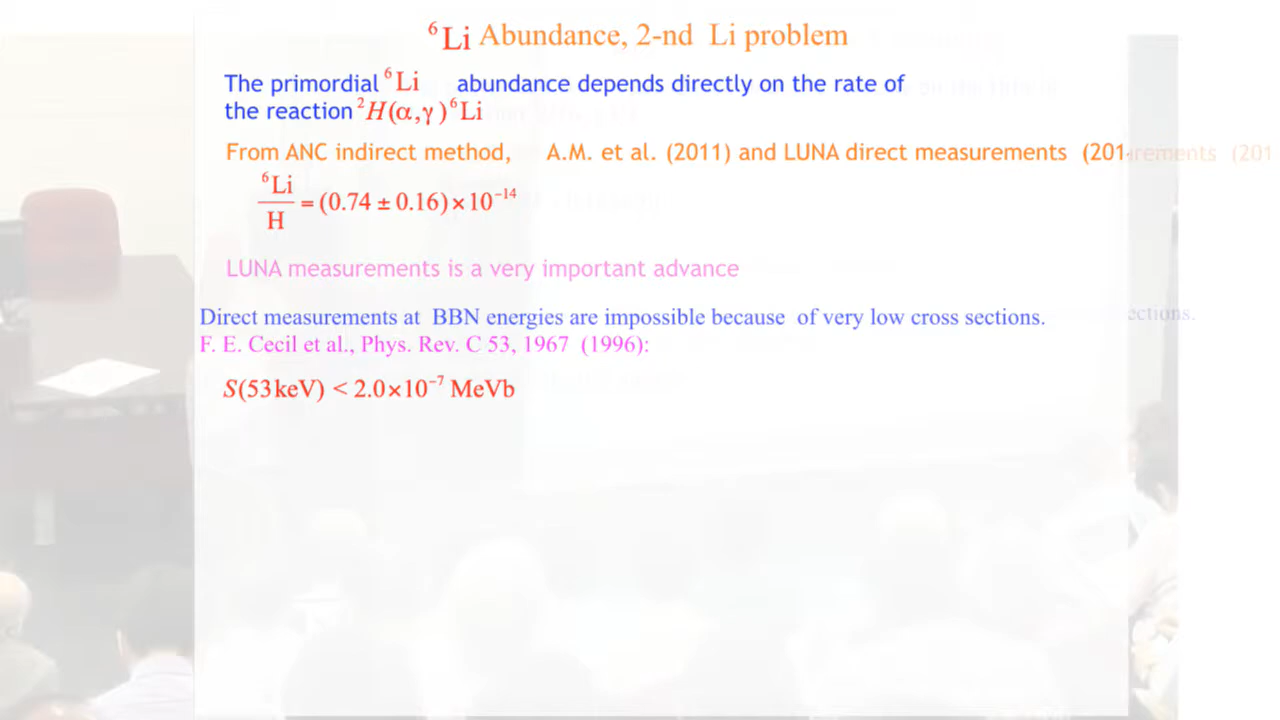 ⁶Li Abundance, 2-nd Li problem
The primordial ⁶Li abundance depends directly on the rate of
the reaction ²H(α,γ)⁶Li
From ANC indirect method, A.M. et al. (2011) and LUNA direct measurements (201
⁶Li/H = (0.74 ± 0.16)×10⁻¹⁴
LUNA measurements is a very important advance
Direct measurements at BBN energies are impossible because of very low cross sections.
F. E. Cecil et al., Phys. Rev. C 53, 1967 (1996):
S(53 keV) < 2.0×10⁻⁷ MeVb